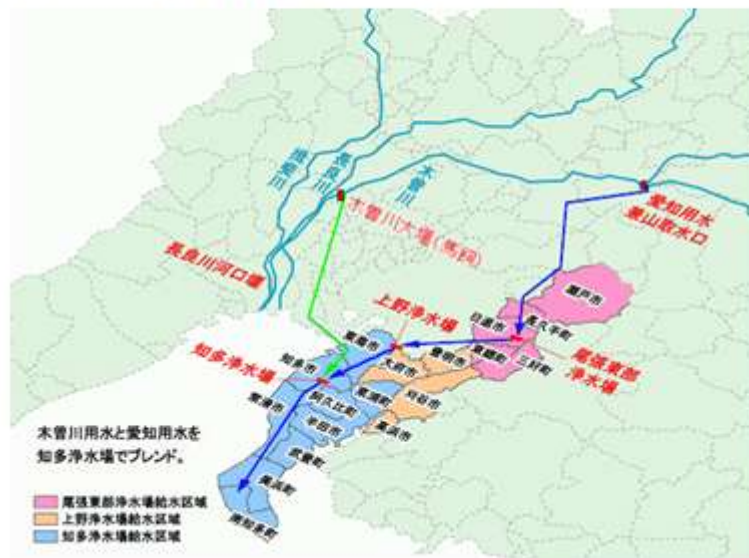 揖斐川
長良川
木曽川
木曽川大堰(馬飼)
愛知用水
兼山取水口
長良川河口堰
上野浄水場
知多浄水場
尾張東部
浄水場
瀬戸市
長久手町
日進市
東郷町
三好町
豊明市
大府市
東海市
刈谷市
高浜市
知多市
東浦町
阿久比町
常滑市
半田市
武豊町
美浜町
南知多町
木曽川用水と愛知用水を
知多浄水場でブレンド。
尾張東部浄水場給水区域
上野浄水場給水区域
知多浄水場給水区域